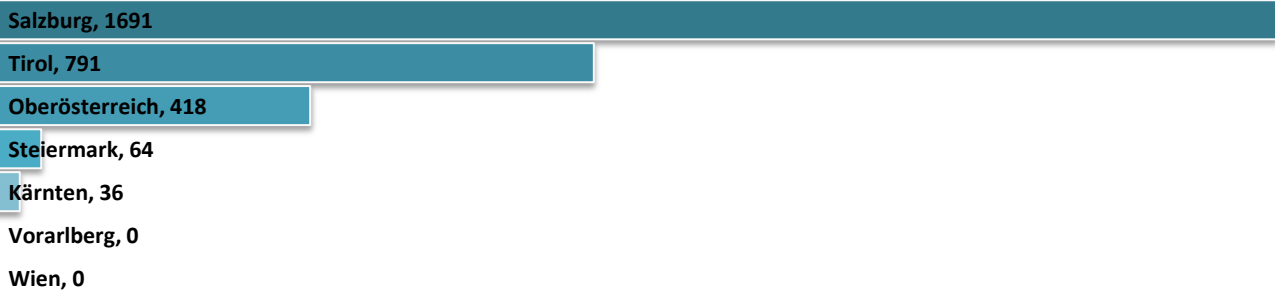 Salzburg, 1691
Tirol, 791
Oberösterreich, 418
Steiermark, 64
Kärnten, 36
Vorarlberg, 0
Wien, 0